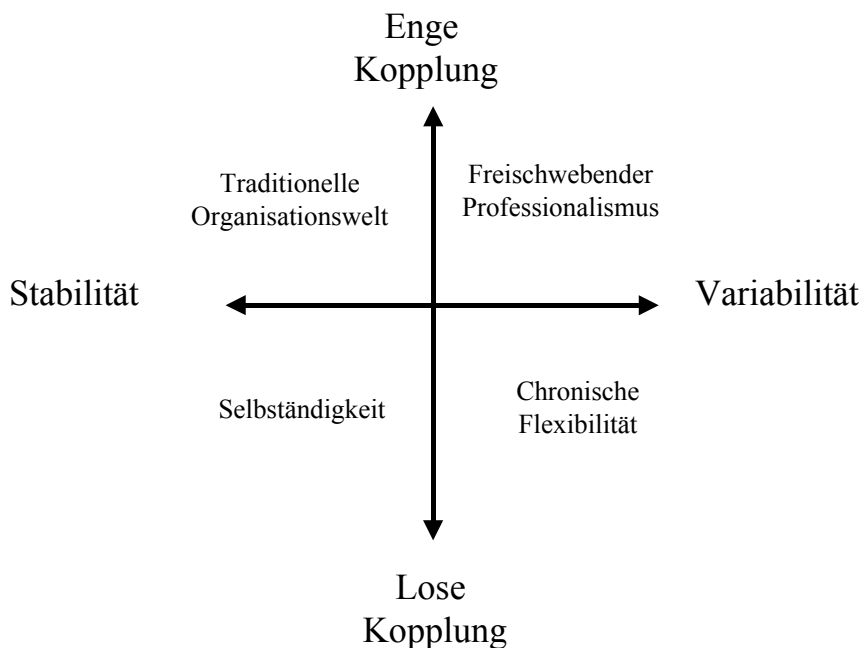 Enge
Kopplung
Traditionelle
Organisationswelt
Freischwebender
Professionalismus
Stabilität
Variabilität
Selbständigkeit
Chronische
Flexibilität
Lose
Kopplung